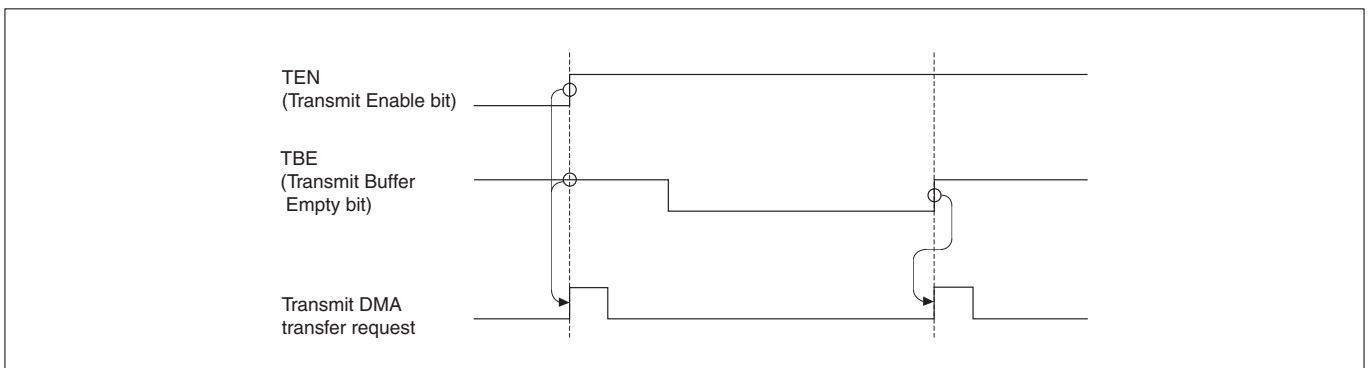 TEN
(Transmit Enable bit)
TBE
(Transmit Buffer
Empty bit)
Transmit DMA
transfer request